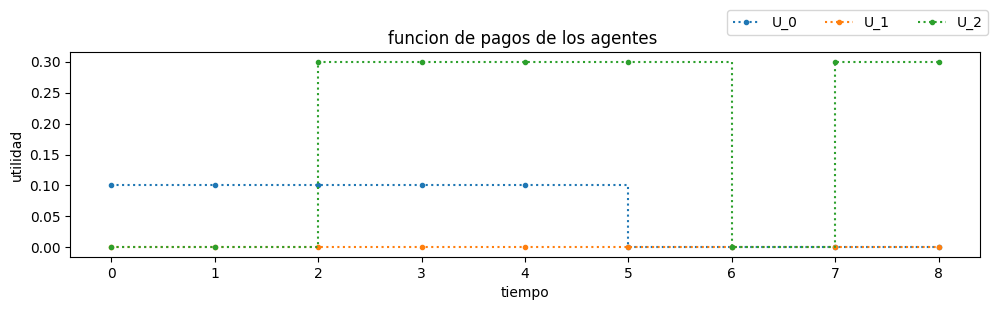 U_0 U_1 U_2
funcion de pagos de los agentes
utilidad
0.30
0.25
0.20
0.15
0.10
0.05
0.00
0 1 2 3 4 5 6 7 8
tiempo